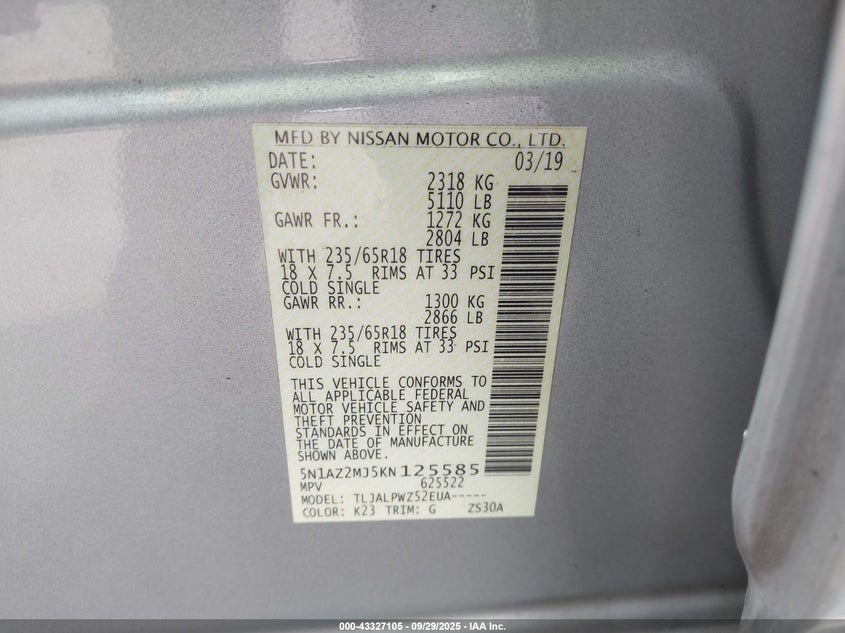 MFD BY NISSAN MOTOR CO., LTD.
DATE: 03/19
GVWR: 2318 KG
5110 LB
GAWR FR.: 1272 KG
2804 LB
WITH 235/65R18 TIRES
18 X 7.5 RIMS AT 33 PSI
COLD SINGLE
GAWR RR.: 1300 KG
2866 LB
WITH 235/65R18 TIRES
18 X 7.5 RIMS AT 33 PSI
COLD SINGLE
THIS VEHICLE CONFORMS TO
ALL APPLICABLE FEDERAL
MOTOR VEHICLE SAFETY AND
THEFT PREVENTION
STANDARDS IN EFFECT ON
THE DATE OF MANUFACTURE
SHOWN ABOVE.
5N1AZ2MJ5KN125585
MPV 625522
MODEL: TLJALPWZ52EUA-----
COLOR: K23 TRIM: G ZS30A
000-43327105 - 09/29/2025 - IAA Inc.